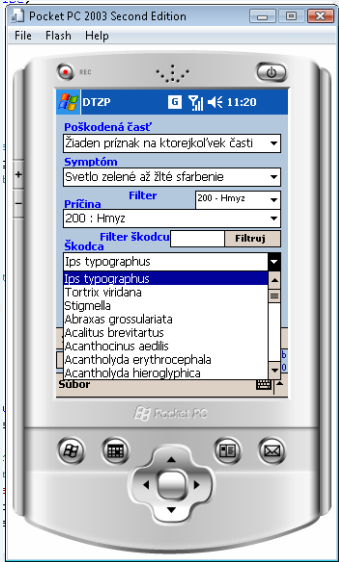 Pocket PC 2003 Second Edition
File Flash Help
REC
DTZP G 11:20
Poškodená časť
Žiaden príznak na ktorejkoľvek časti
Symptóm
Svetlo zelené až žlté sfarbenie
Filter 200 - Hmyz
Príčina
200 : Hmyz
Filter škodcu Filtruj
Škodca
Ips typographus
Ips typographus
Tortrix viridana
Stigmella
Abraxas grossulariata
Acalitus brevitartus
Acanthocinus aedilis
Acantholyda erythrocephala
Acantholyda hieroglyphica
Súbor
Pocket PC